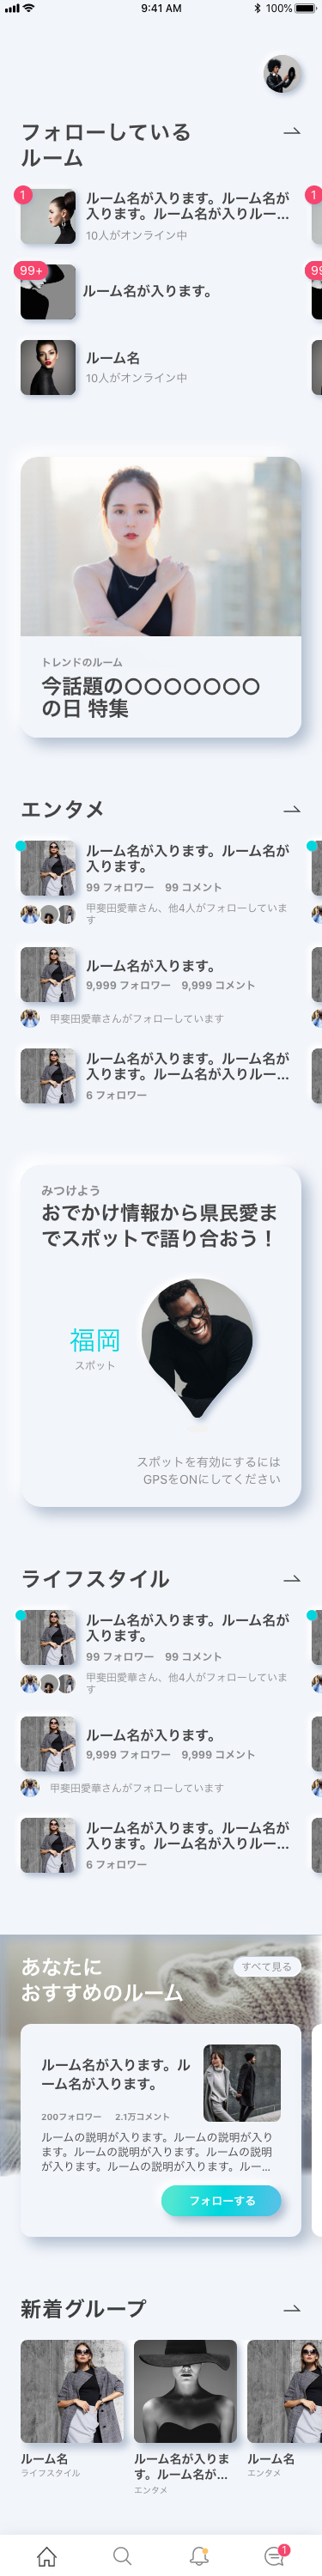 9:41 AM
100%
フォローしている
ルーム
1
ルーム名が入ります。ルーム名が
入ります。ルーム名が入りルー...
10人がオンライン中
1
99+
ルーム名が入ります。
99
ルーム名
10人がオンライン中
トレンドのルーム
今話題の〇〇〇〇〇〇〇
の日 特集
エンタメ
ルーム名が入ります。ルーム名が
入ります。
99 フォロワー 99 コメント
甲斐田愛華さん、他4人がフォローしていま
す
ルーム名が入ります。
9,999 フォロワー 9,999 コメント
甲斐田愛華さんがフォローしています
ルーム名が入ります。ルーム名が
入ります。ルーム名が入りルー...
6 フォロワー
みつけよう
おでかけ情報から県民愛ま
でスポットで語り合おう！
福岡
スポット
スポットを有効にするには
GPSをONにしてください
ライフスタイル
ルーム名が入ります。ルーム名が
入ります。
99 フォロワー 99 コメント
甲斐田愛華さん、他4人がフォローしていま
す
ルーム名が入ります。
9,999 フォロワー 9,999 コメント
甲斐田愛華さんがフォローしています
ルーム名が入ります。ルーム名が
入ります。ルーム名が入りルー...
6 フォロワー
あなたに
おすすめのルーム
すべて見る
ルーム名が入ります。ル
ーム名が入ります。
200フォロワー 2.1万コメント
ルームの説明が入ります。ルームの説明が入り
ます。ルームの説明が入ります。ルームの説明
が入ります。ルームの説明が入ります。ルー...
フォローする
新着グループ
ルーム名
ライフスタイル
ルーム名が入りま
す。ルーム名が...
エンタメ
ルーム名
エンタメ
1